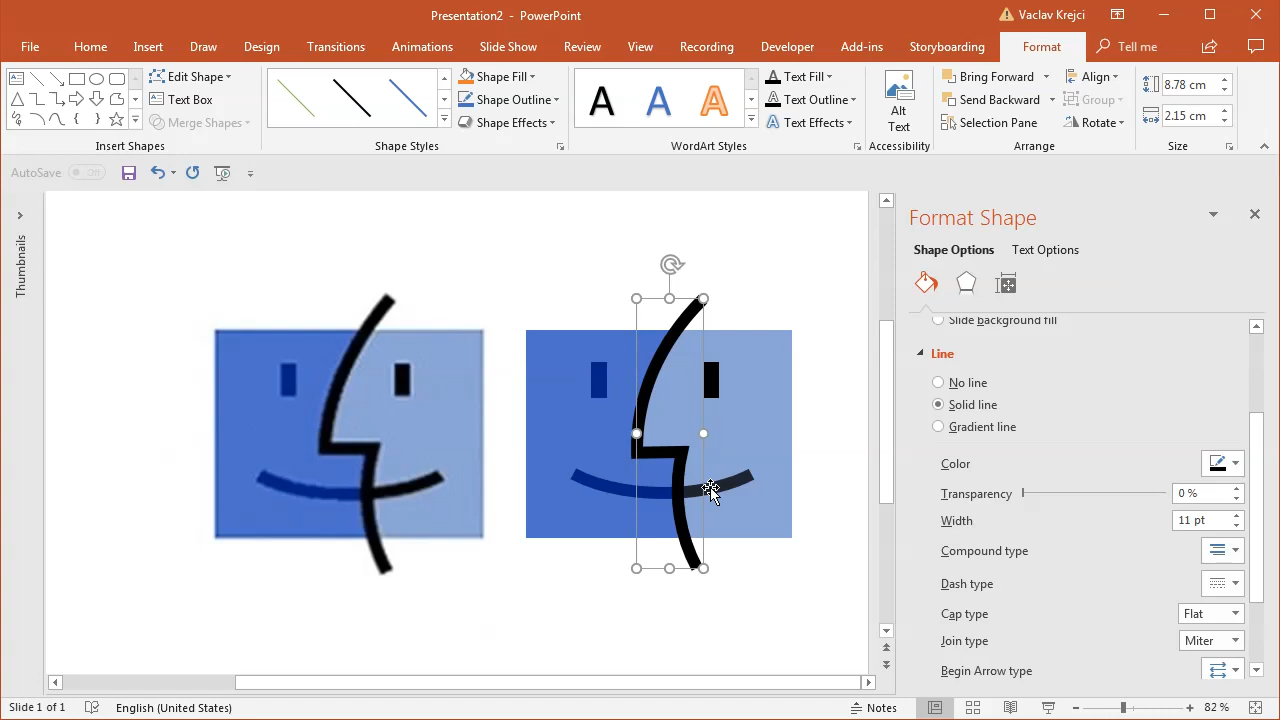 Presentation2 - PowerPoint
Vaclav Krejci
File Home Insert Draw Design Transitions Animations Slide Show Review View Recording Developer Add-ins Storyboarding Format Tell me
Edit Shape
Text Box
Merge Shapes
Insert Shapes
Shape Fill
Shape Outline
Shape Effects
Shape Styles
A A A
Text Fill
Text Outline
Text Effects
WordArt Styles
Alt
Text
Accessibility
Bring Forward
Send Backward
Selection Pane
Align
Group
Rotate
Arrange
8.78 cm
2.15 cm
Size
AutoSave Off
Thumbnails
Format Shape
Shape Options Text Options
Slide background fill
Line
No line
Solid line
Gradient line
Color
Transparency 0 %
Width 11 pt
Compound type
Dash type
Cap type Flat
Join type Miter
Begin Arrow type
Slide 1 of 1 English (United States) Notes 82 %